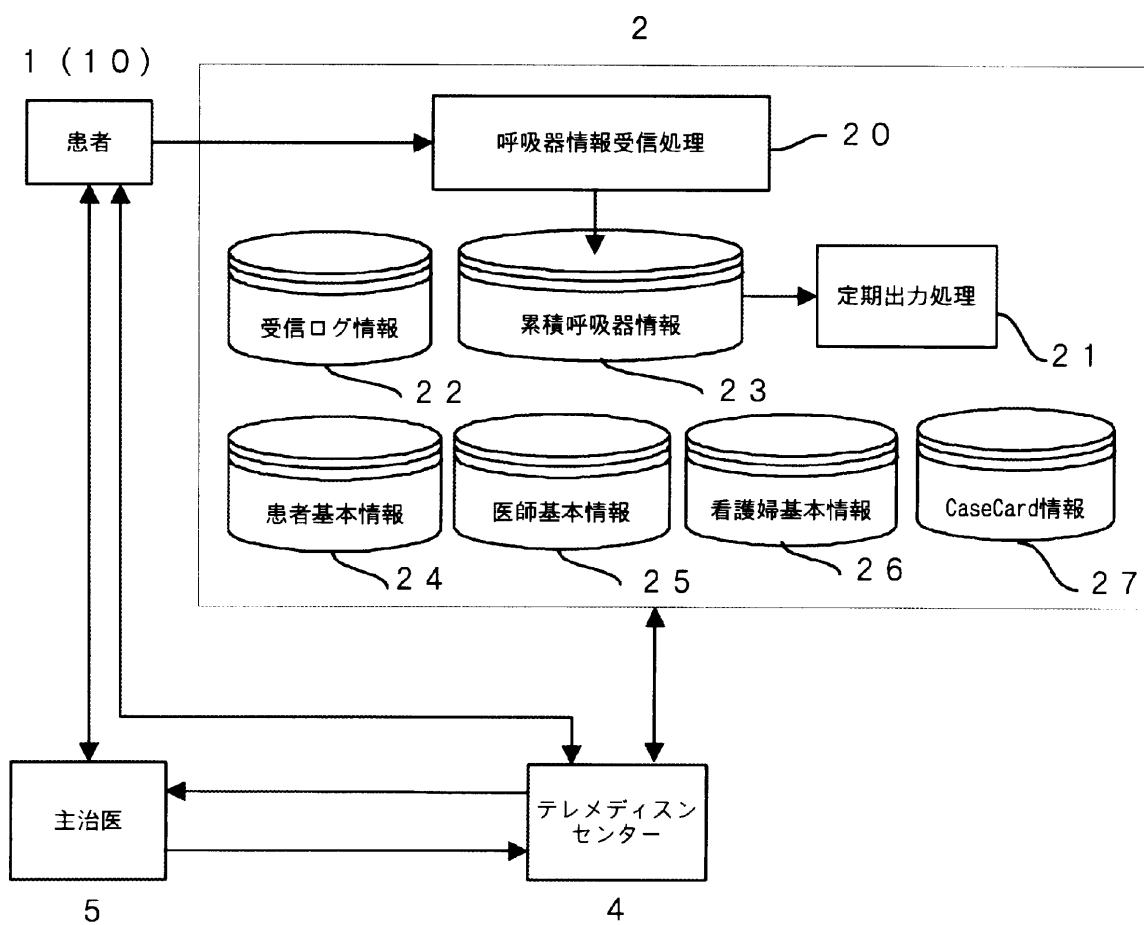 2
1（10）
患者
呼吸器情報受信処理
20
受信ログ情報
累積呼吸器情報
定期出力処理
22
23
21
患者基本情報
医師基本情報
看護婦基本情報
CaseCard情報
24
25
26
27
主治医
テレメディスン
センター
5
4